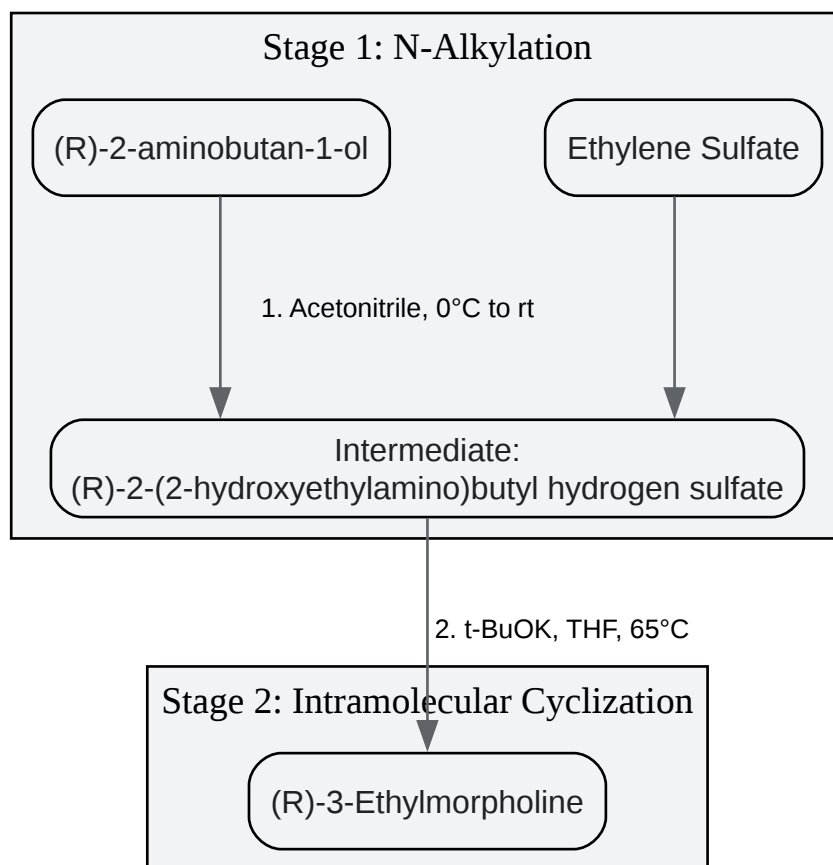 Stage 1: N-Alkylation
(R)-2-aminobutan-1-ol
Ethylene Sulfate
1. Acetonitrile, 0°C to rt
Intermediate:
(R)-2-(2-hydroxyethylamino)butyl hydrogen sulfate
2. t-BuOK, THF, 65°C
Stage 2: Intramolecular Cyclization
(R)-3-Ethylmorpholine